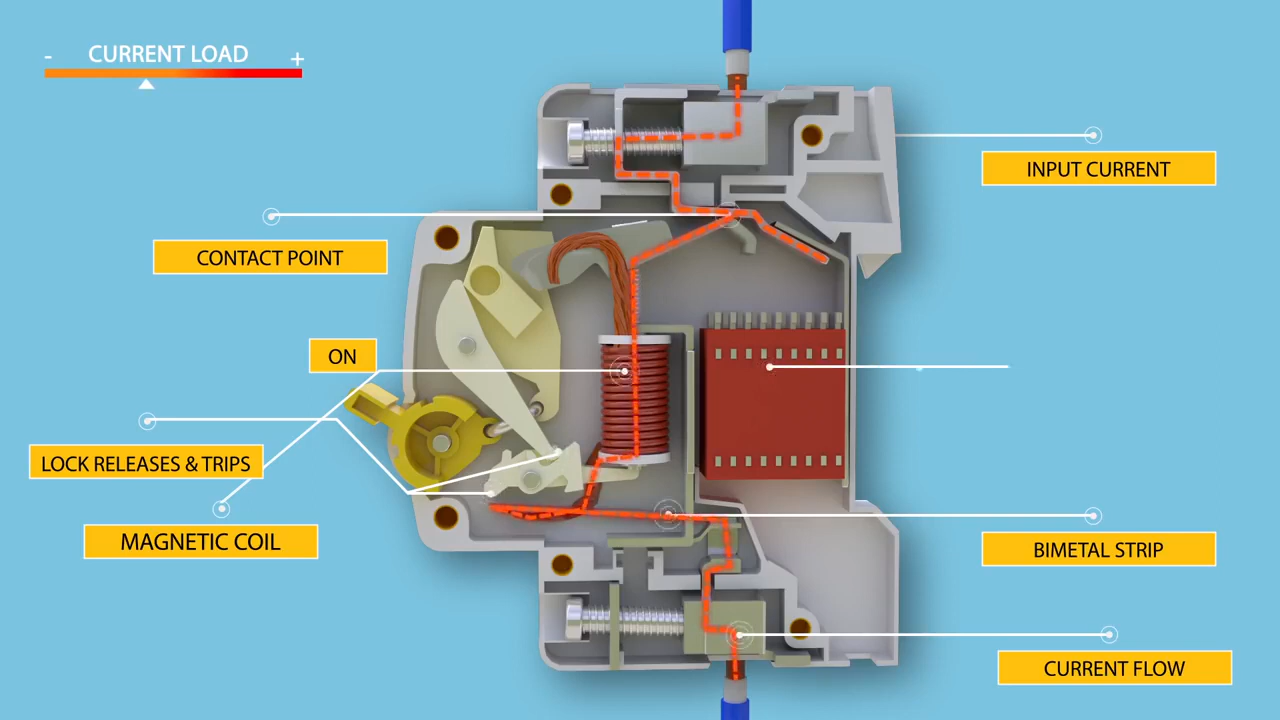 - CURRENT LOAD +
INPUT CURRENT
CONTACT POINT
ON
LOCK RELEASES & TRIPS
MAGNETIC COIL
BIMETAL STRIP
CURRENT FLOW